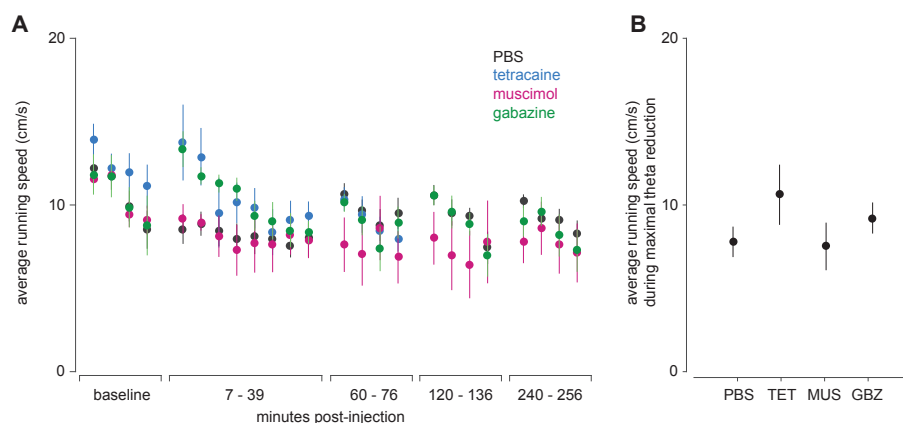 A
average running speed (cm/s)
20
10
0
PBS
tetracaine
muscimol
gabazine
baseline
7 - 39
60 - 76
120 - 136
240 - 256
minutes post-injection
B
average running speed (cm/s)
during maximal theta reduction
20
10
0
PBS
TET
MUS
GBZ